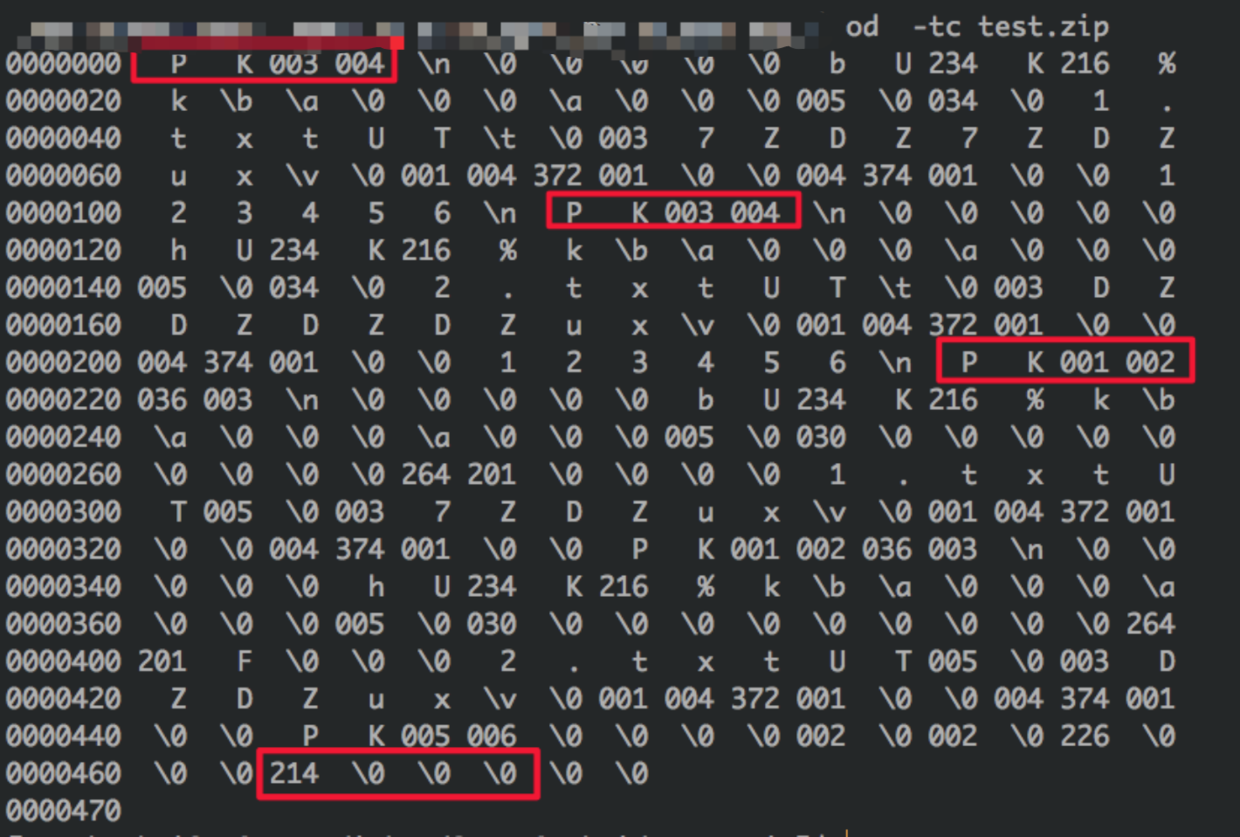 od -tc test.zip
0000000 P K 003 004 \n \0 \0 \0 \0 \0 b U 234 K 216 %
0000020 k \b \a \0 \0 \0 \a \0 \0 \0 005 \0 034 \0 1 .
0000040 t x t U T \t \0 003 7 Z D Z 7 Z D Z
0000060 u x \v \0 001 004 372 001 \0 \0 004 374 001 \0 \0 1
0000100 2 3 4 5 6 \n P K 003 004 \n \0 \0 \0 \0 \0
0000120 h U 234 K 216 % k \b \a \0 \0 \0 \a \0 \0 \0
0000140 005 \0 034 \0 2 . t x t U T \t \0 003 D Z
0000160 D Z D Z D Z u x \v \0 001 004 372 001 \0 \0
0000200 004 374 001 \0 \0 1 2 3 4 5 6 \n P K 001 002
0000220 036 003 \n \0 \0 \0 \0 \0 b U 234 K 216 % k \b
0000240 \a \0 \0 \0 \a \0 \0 \0 005 \0 030 \0 \0 \0 \0 \0
0000260 \0 \0 \0 \0 264 201 \0 \0 \0 \0 1 . t x t U
0000300 T 005 \0 003 7 Z D Z u x \v \0 001 004 372 001
0000320 \0 \0 004 374 001 \0 \0 P K 001 002 036 003 \n \0 \0
0000340 \0 \0 \0 h U 234 K 216 % k \b \a \0 \0 \0 \a
0000360 \0 \0 \0 005 \0 030 \0 \0 \0 \0 \0 \0 \0 \0 \0 264
0000400 201 F \0 \0 \0 2 . t x t U T 005 \0 003 D
0000420 Z D Z u x \v \0 001 004 372 001 \0 \0 004 374 001
0000440 \0 \0 P K 005 006 \0 \0 \0 \0 002 \0 002 \0 226 \0
0000460 \0 \0 214 \0 \0 \0 \0 \0
0000470